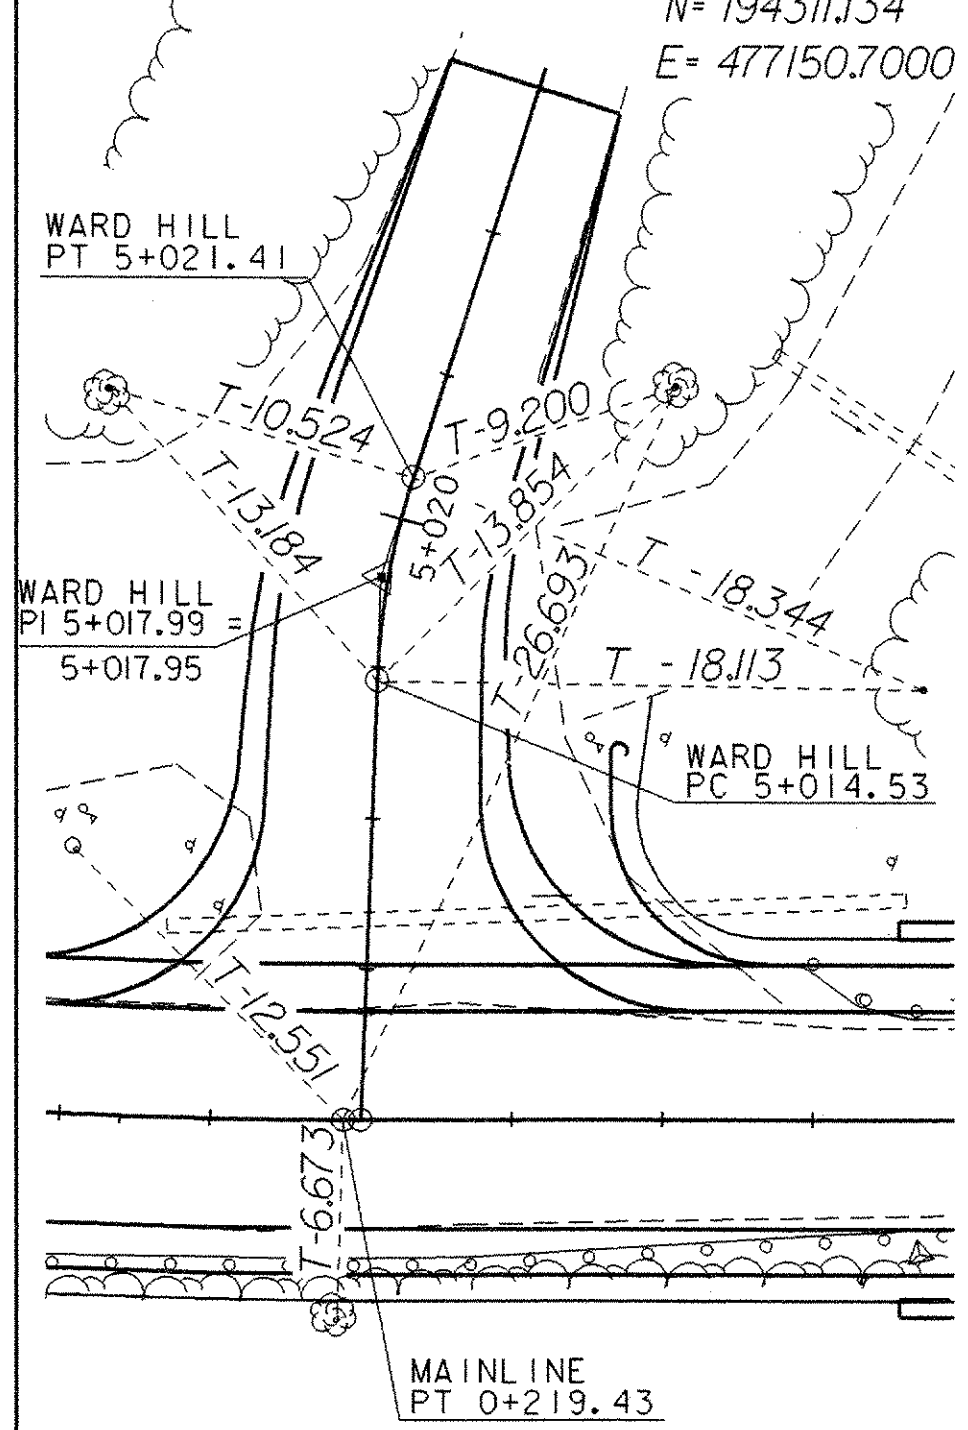 N= 194311.134
E= 477150.7000
WARD HILL
PT 5+021.41
T-10.524
T-9.200
T-13.184
5+020
T-13.854
WARD HILL
PI 5+017.99 =
5+017.95
T-26.693
T - 18.344
T - 18.113
WARD HILL
PC 5+014.53
T-12.551
T-6.673
MAINLINE
PT 0+219.43